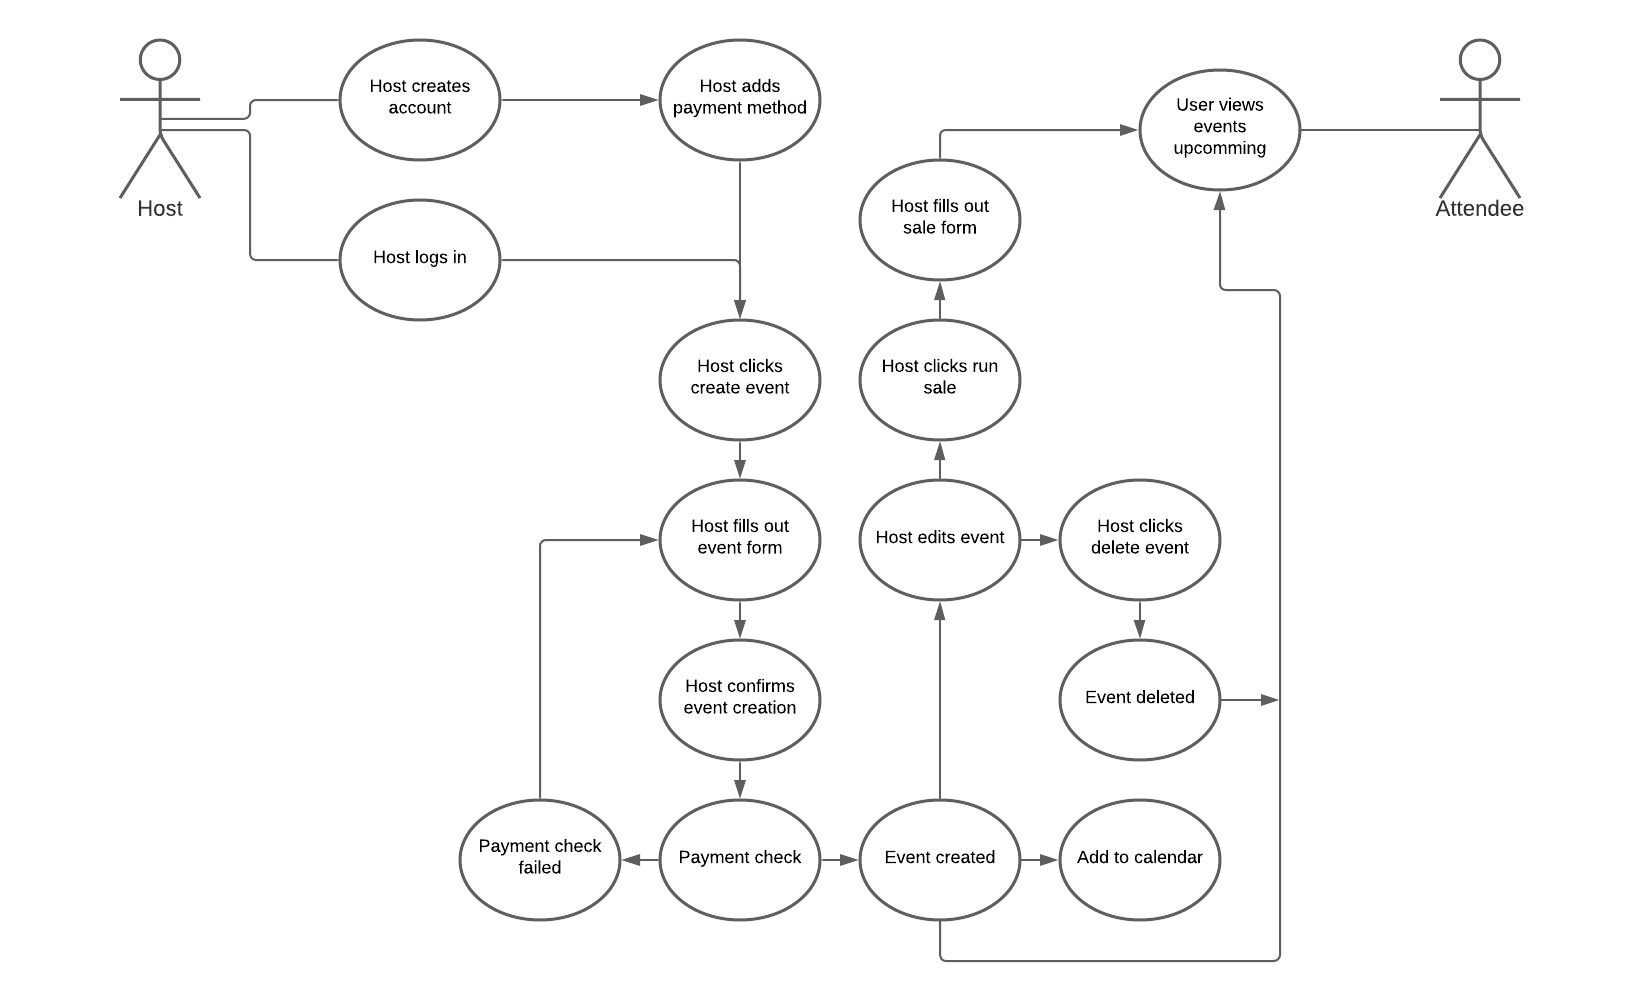 Host creates
account
Host adds
payment method
User views
events
upcomming
Host
Attendee
Host fills out
sale form
Host logs in
Host clicks
create event
Host clicks run
sale
Host fills out
event form
Host edits event
Host clicks
delete event
Host confirms
event creation
Event deleted
Payment check
failed
Payment check
Event created
Add to calendar